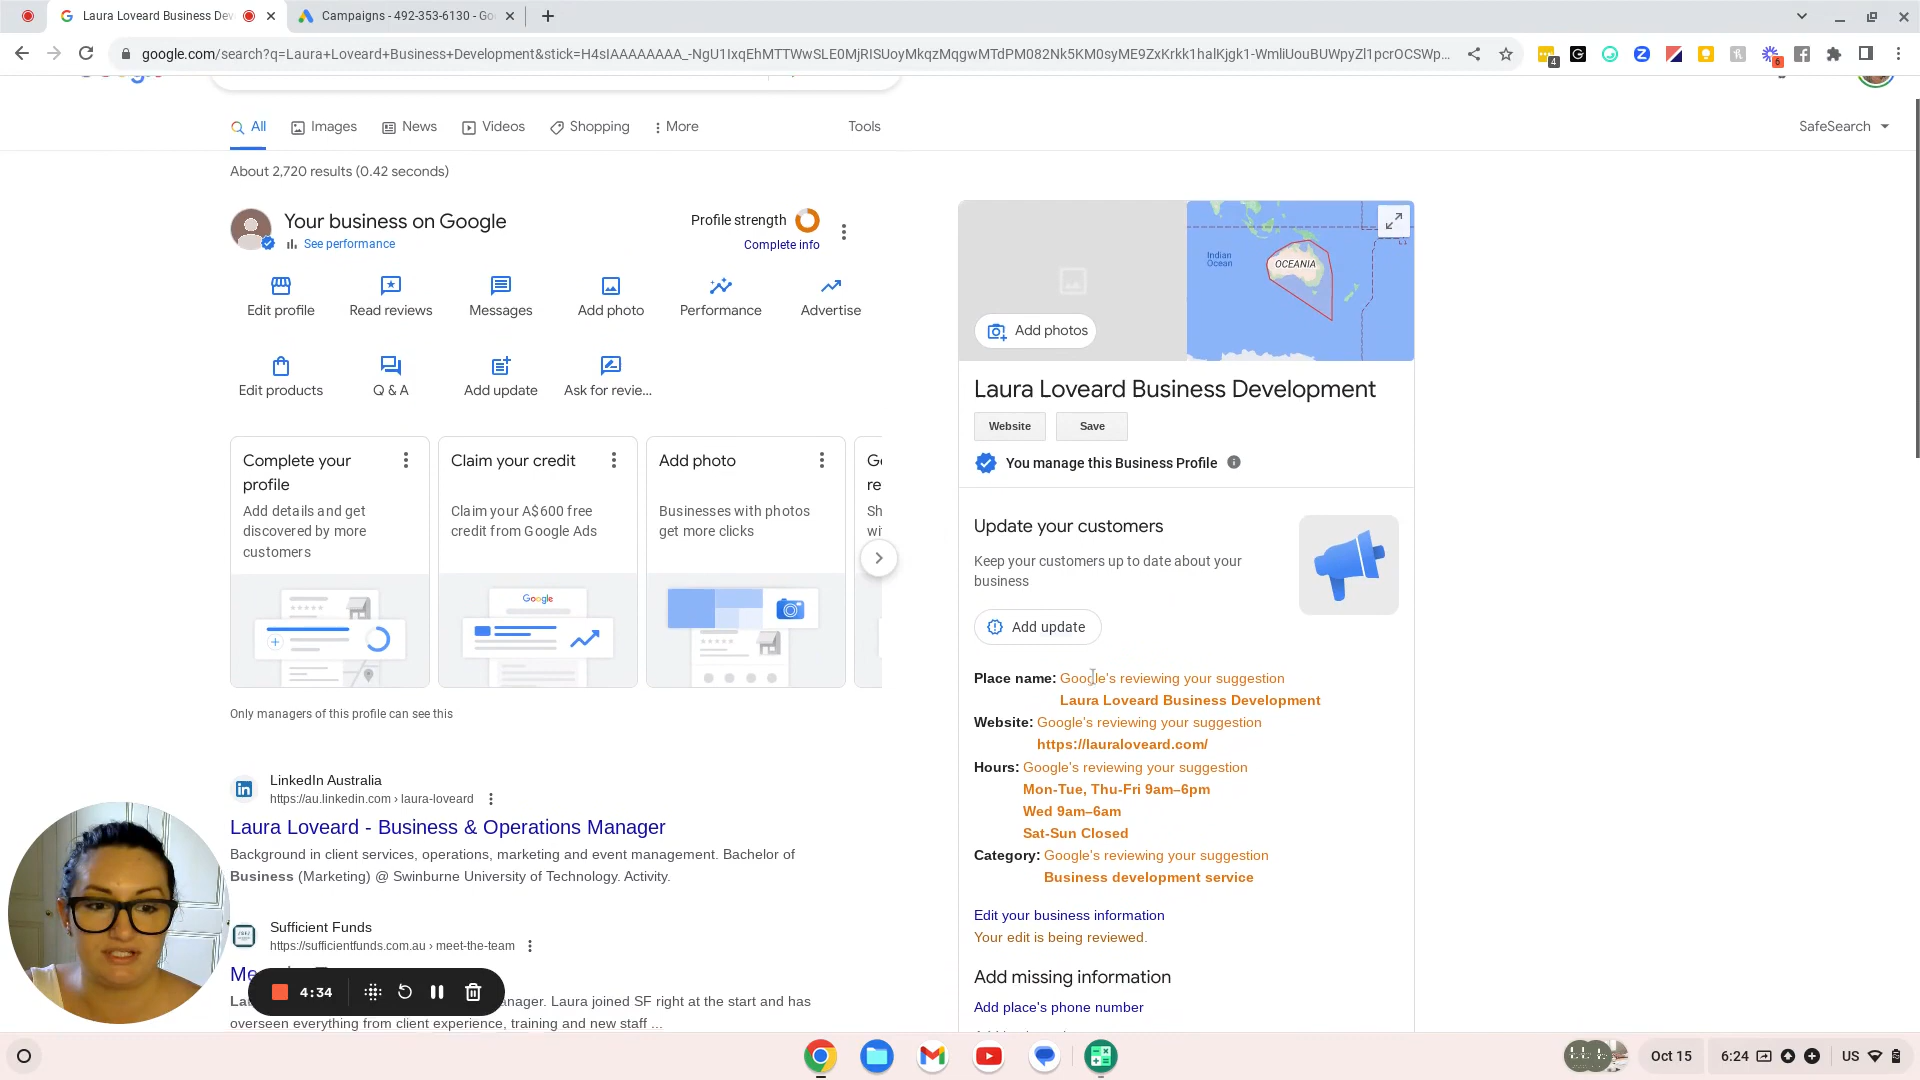 Laura Loveard Business Dev
Campaigns - 492-353-6130 - Go
google.com/search?q=Laura+Loveard+Business+Development&stick=H4sIAAAAAAAA_-NgU1IxqEhMTTWwSLE0MjRISUoyMkqzMqgwMTdPM082Nk5KM0syME9ZxKrkk1halKjgk1-WmliUouBUWpyZl1pcrOCSWp...
4
6
All
Images
News
Videos
Shopping
More
Tools
SafeSearch
About 2,720 results (0.42 seconds)
Your business on Google
See performance
Profile strength
Complete info
Edit profile
Read reviews
Messages
Add photo
Performance
Advertise
Edit products
Q & A
Add update
Ask for revie...
Complete your
profile
Add details and get
discovered by more
customers
Claim your credit
Claim your A$600 free
credit from Google Ads
Google
Add photo
Businesses with photos
get more clicks
Ge
re
Sh
wi
Only managers of this profile can see this
LinkedIn Australia
https://au.linkedin.com › laura-loveard
Laura Loveard - Business & Operations Manager
Background in client services, operations, marketing and event management. Bachelor of
Business (Marketing) @ Swinburne University of Technology. Activity.
Sufficient Funds
https://sufficientfunds.com.au › meet-the-team
Me
4:34
anager. Laura joined SF right at the start and has
overseen everything from client experience, training and new staff ...
Indian
Ocean
OCEANIA
Add photos
Laura Loveard Business Development
Website
Save
You manage this Business Profile
Update your customers
Keep your customers up to date about your
business
Add update
Place name: Google's reviewing your suggestion
Laura Loveard Business Development
Website: Google's reviewing your suggestion
https://lauraloveard.com/
Hours: Google's reviewing your suggestion
Mon-Tue, Thu-Fri 9am–6pm
Wed 9am–6am
Sat-Sun Closed
Category: Google's reviewing your suggestion
Business development service
Edit your business information
Your edit is being reviewed.
Add missing information
Add place's phone number
Oct 15
6:24
US